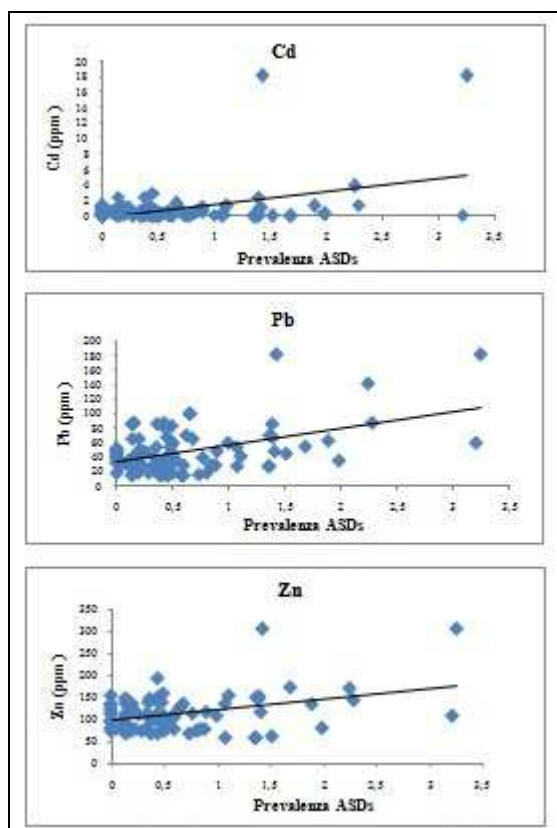 Cd
Cd (ppm)
20
18
16
14
12
10
8
6
4
2
0
0 0,5 1 1,5 2 2,5 3 3,5
Prevalenza ASDs
Pb
Pb (ppm)
200
180
160
140
120
100
80
60
40
20
0
0 0,5 1 1,5 2 2,5 3 3,5
Prevalenza ASDs
Zn
Zn (ppm)
350
300
250
200
150
100
50
0
0 0,5 1 1,5 2 2,5 3 3,5
Prevalenza ASDs